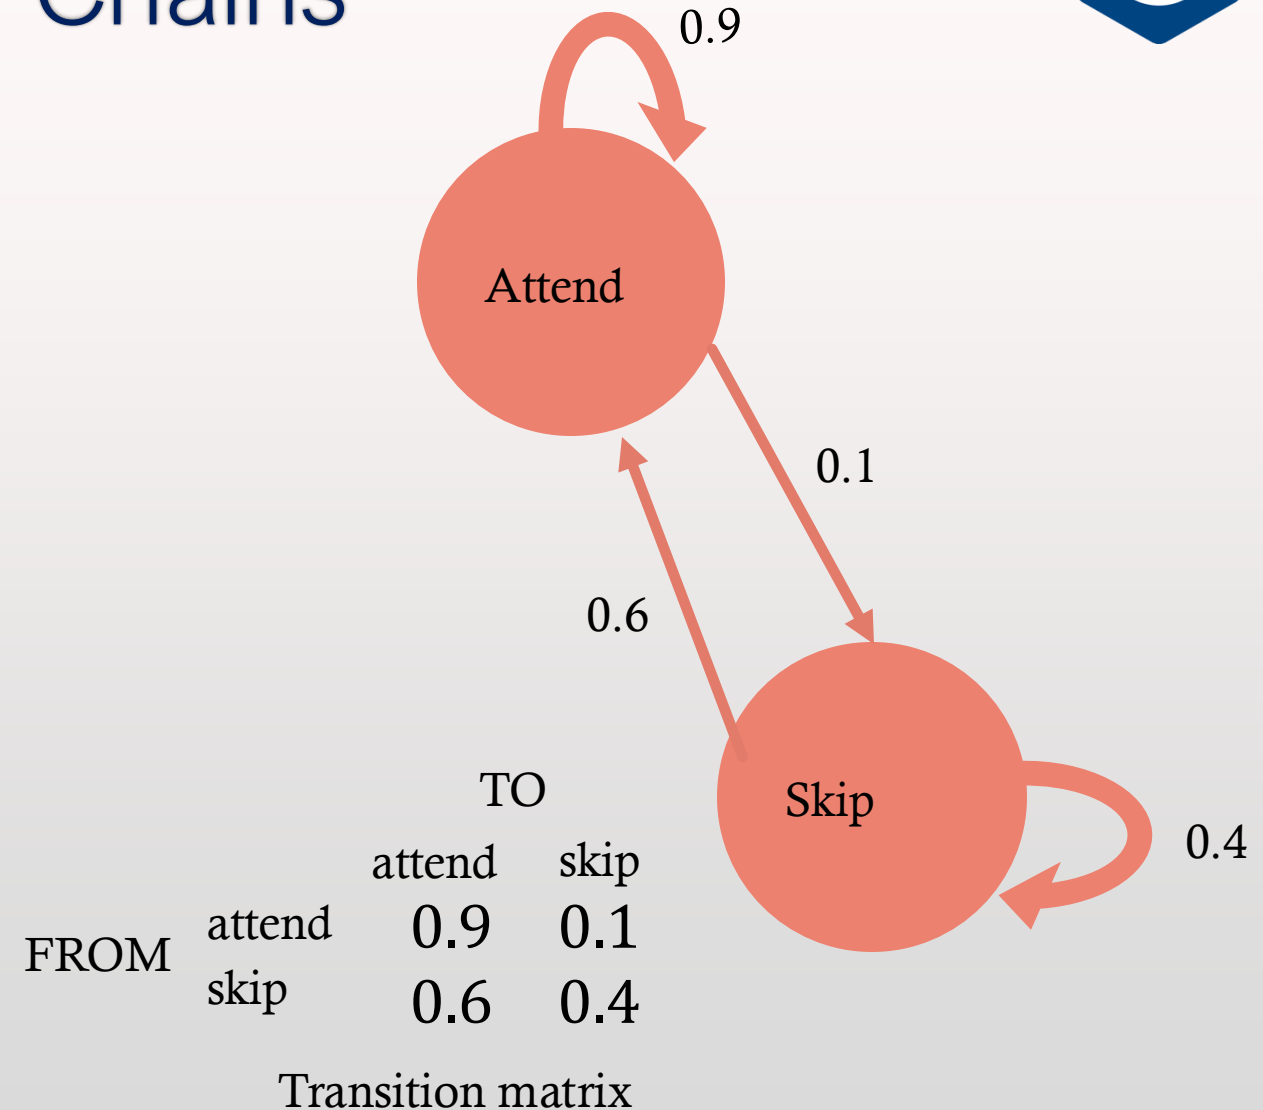 Chains
0.9
Attend
0.1
0.6
Skip
0.4
TO
attend skip
FROM
attend 0.9 0.1
skip 0.6 0.4
Transition matrix